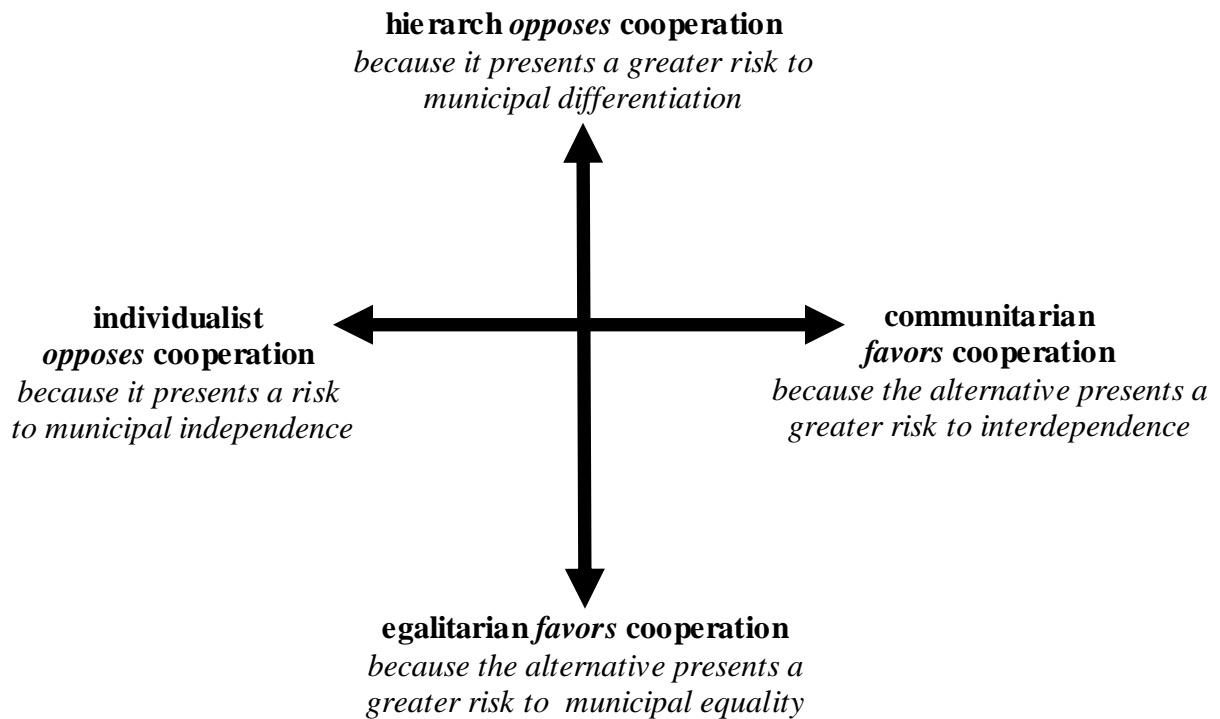 hierarch opposes cooperation
because it presents a greater risk to
municipal differentiation
individualist
opposes cooperation
because it presents a risk
to municipal independence
communitarian
favors cooperation
because the alternative presents a
greater risk to interdependence
egalitarian favors cooperation
because the alternative presents a
greater risk to municipal equality